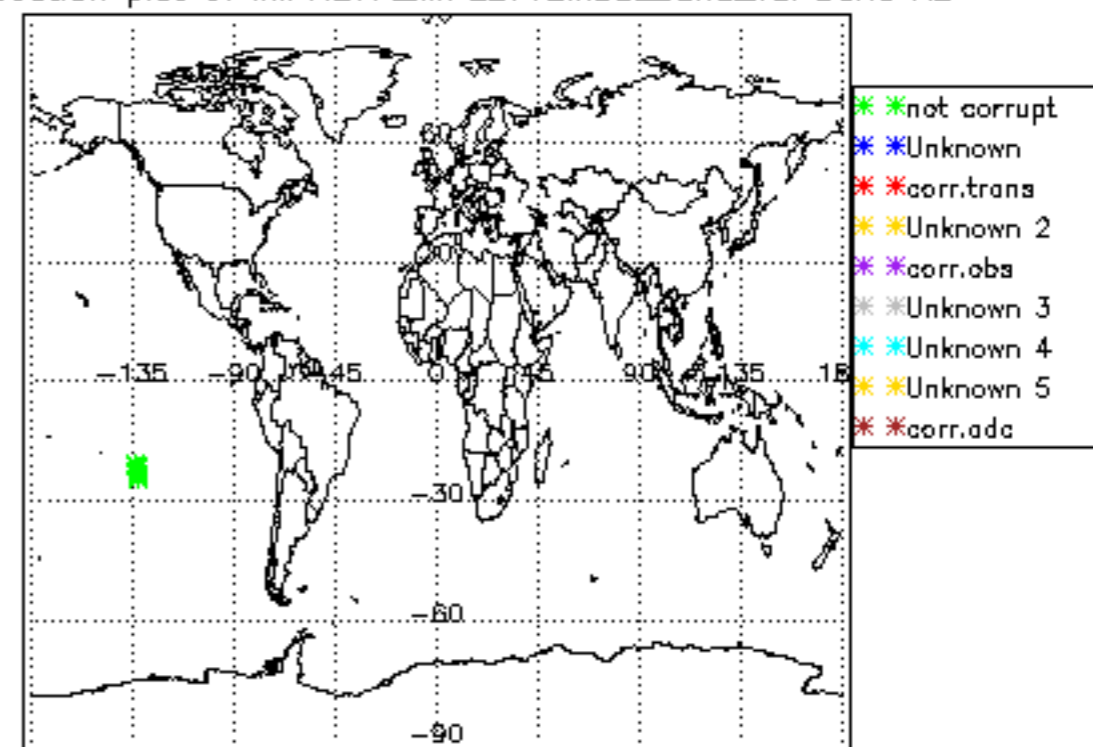 60
-135 -90 -45 0 45 90 135 18
-30
-60
-90
not corrupt
Unknown
corr.trans
Unknown 2
corr.obs
Unknown 3
Unknown 4
Unknown 5
corr.adc